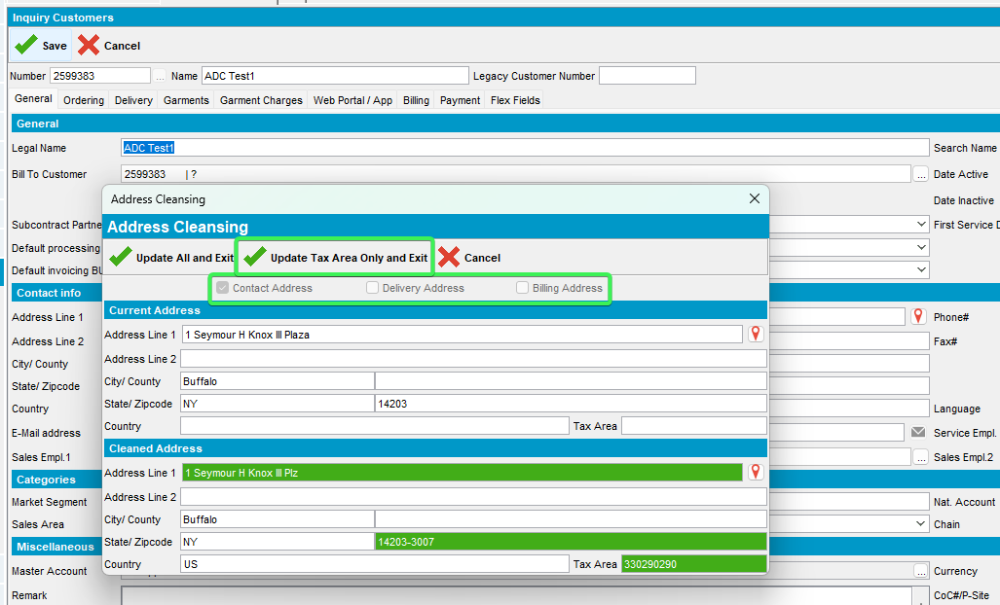 Inquiry Customers
Save Cancel
Number 2599383 ... Name ADC Test1 Legacy Customer Number
General Ordering Delivery Garments Garment Charges Web Portal / App Billing Payment Flex Fields
General
Legal Name ADC Test1 Search Name
Bill To Customer 2599383 | ? ... Date Active
Date Inactive
Subcontract Partne First Service D
Default processing
Default invoicing BU
Contact info
Address Line 1 Phone#
Address Line 2 Fax#
City/ County
State/ Zipcode
Country Language
E-Mail address Service Empl.
Sales Empl.1 ... Sales Empl.2
Categories
Market Segment Nat. Account
Sales Area Chain
Miscellaneous
Master Account ... Currency
Remark CoC#/P-Site
Address Cleansing
Address Cleansing
Update All and Exit Update Tax Area Only and Exit Cancel
Contact Address Delivery Address Billing Address
Current Address
Address Line 1 1 Seymour H Knox III Plaza
Address Line 2
City/ County Buffalo
State/ Zipcode NY 14203
Country Tax Area
Cleaned Address
Address Line 1 1 Seymour H Knox III Plz
Address Line 2
City/ County Buffalo
State/ Zipcode NY 14203-3007
Country US Tax Area 330290290